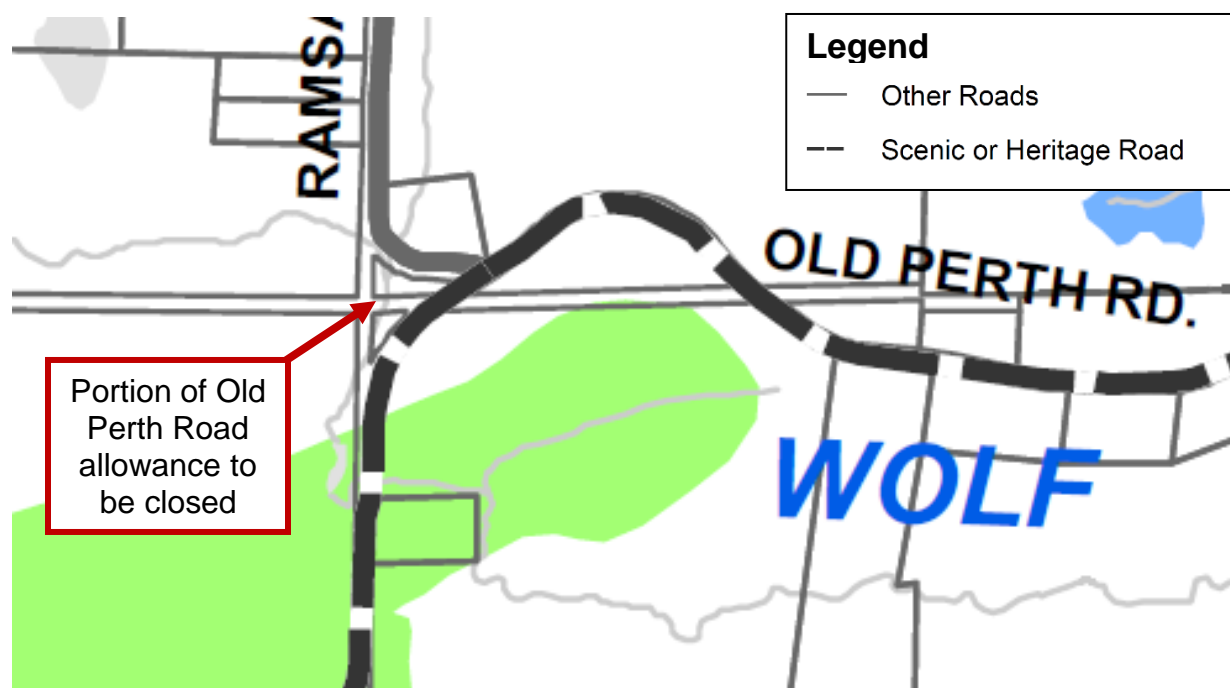 Legend
Other Roads
Scenic or Heritage Road
RAMSA
OLD PERTH RD.
Portion of Old
Perth Road
allowance to
be closed
WOLF